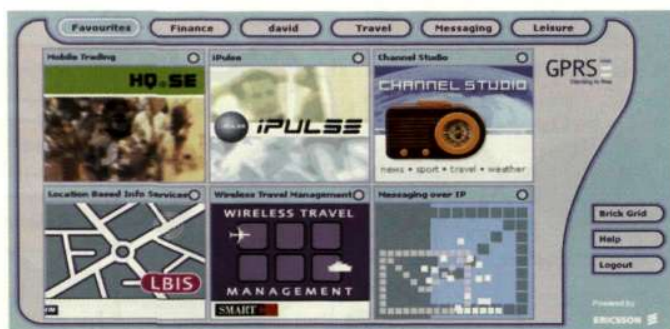 Favourites Finance david Travel Messaging Leisure
Mobile Trading iPulse Channel Studio
HQ.SE
iPULSE
CHANNEL STUDIO
news • sport • travel • weather
GPRS
Location Based Info Services Wireless Travel Management Messaging over IP
LBIS
WIRELESS TRAVEL
MANAGEMENT
SMART
Brick Grid
Help
Logout
Powered by
ERICSSON